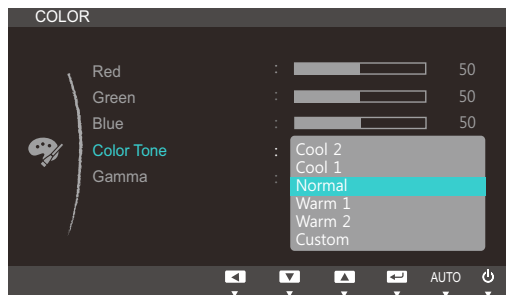 COLOR
Red : 50
Green : 50
Blue : 50
Color Tone : Cool 2
Cool 1
Gamma : Normal
Warm 1
Warm 2
Custom
AUTO